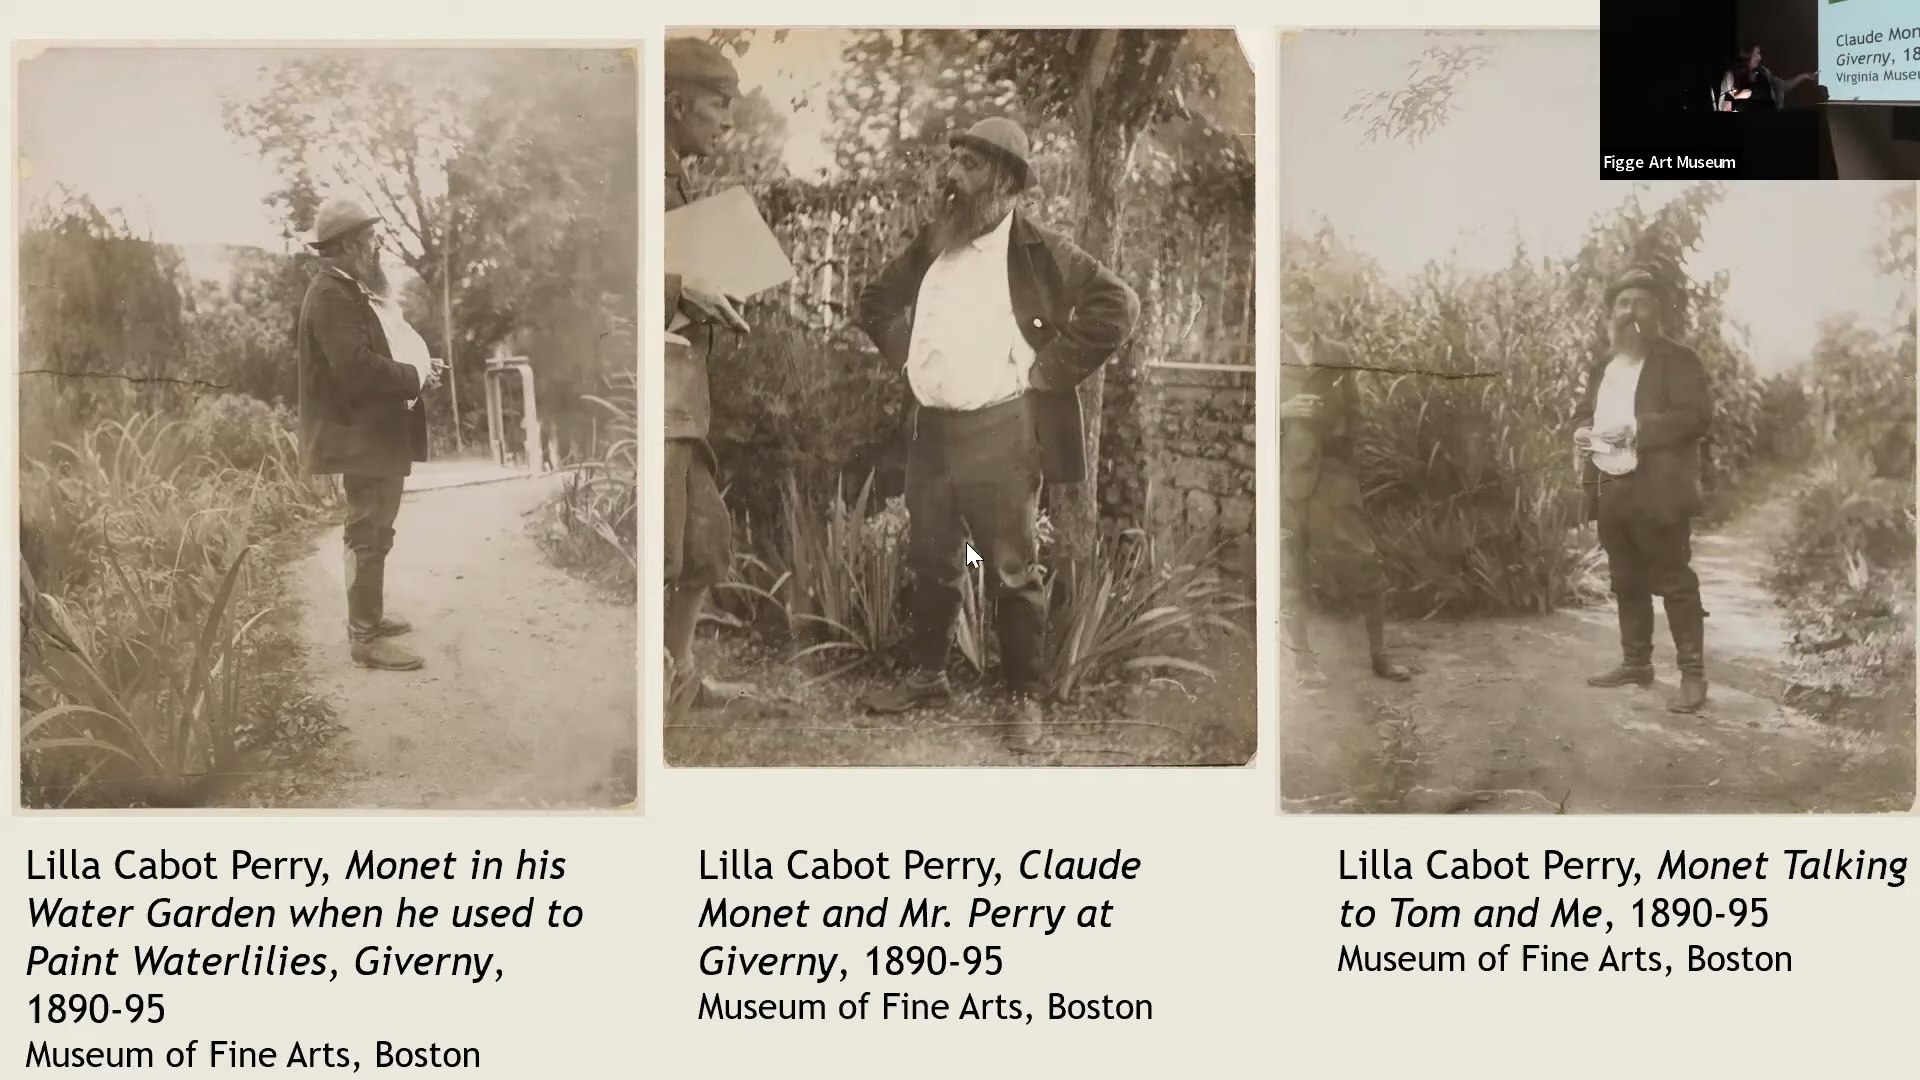 Claude Mon
Giverny, 18
Virginia Museu
Figge Art Museum
Lilla Cabot Perry, Monet in his
Water Garden when he used to
Paint Waterlilies, Giverny,
1890-95
Museum of Fine Arts, Boston
Lilla Cabot Perry, Claude
Monet and Mr. Perry at
Giverny, 1890-95
Museum of Fine Arts, Boston
Lilla Cabot Perry, Monet Talking
to Tom and Me, 1890-95
Museum of Fine Arts, Boston